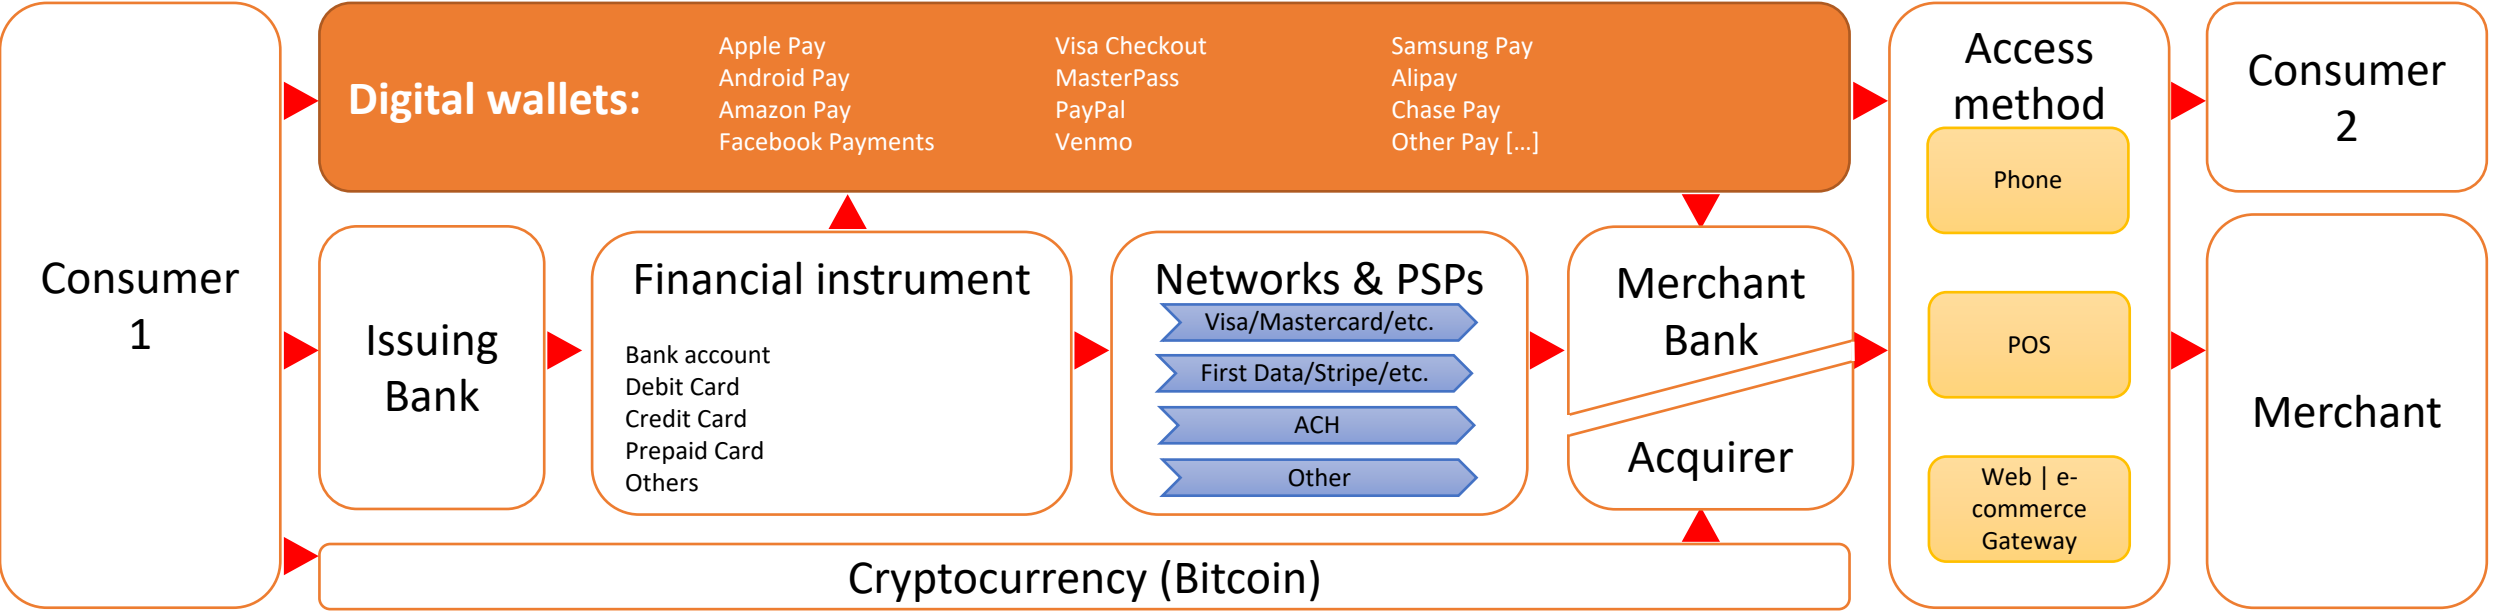 Consumer
1
Digital wallets:
Apple Pay
Android Pay
Amazon Pay
Facebook Payments
Visa Checkout
MasterPass
PayPal
Venmo
Samsung Pay
Alipay
Chase Pay
Other Pay [...]
Issuing
Bank
Financial instrument
Bank account
Debit Card
Credit Card
Prepaid Card
Others
Networks & PSPs
Visa/Mastercard/etc.
First Data/Stripe/etc.
ACH
Other
Merchant
Bank
Acquirer
Cryptocurrency (Bitcoin)
Access
method
Phone
POS
Web | e-
commerce
Gateway
Consumer
2
Merchant